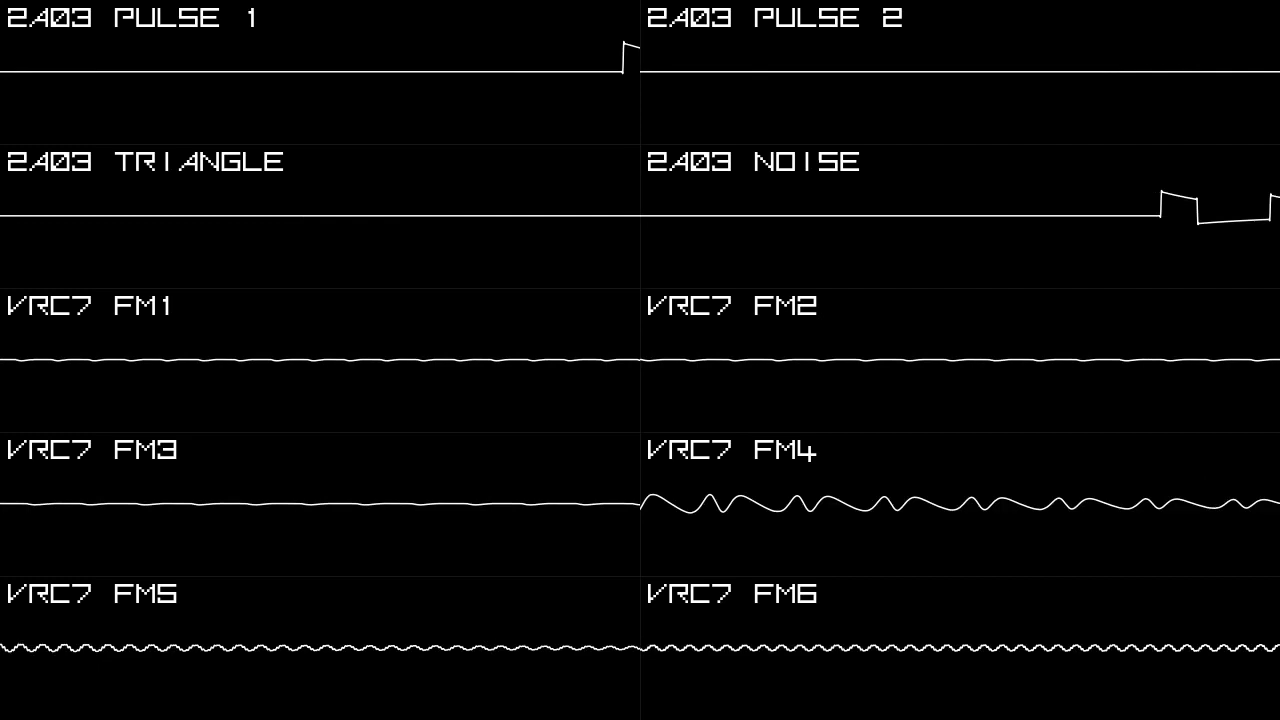 2A03 PULSE 1
2A03 PULSE 2
2A03 TRIANGLE
2A03 NOISE
VRC7 FM1
VRC7 FM2
VRC7 FM3
VRC7 FM4
VRC7 FM5
VRC7 FM6